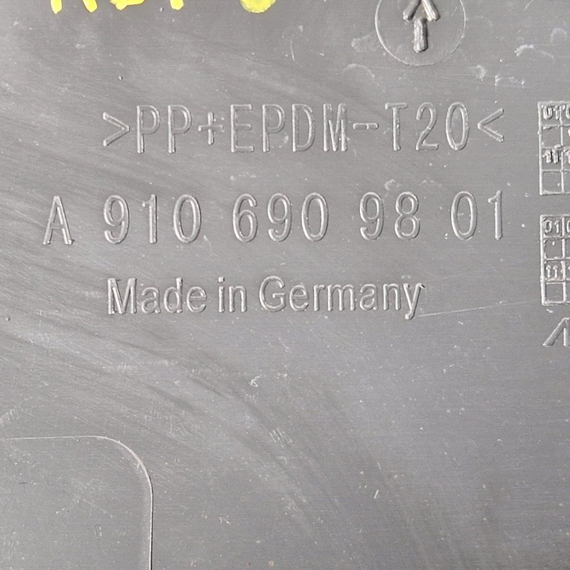 >PP+EPDM-T20<
A 910 690 98 01
Made in Germany